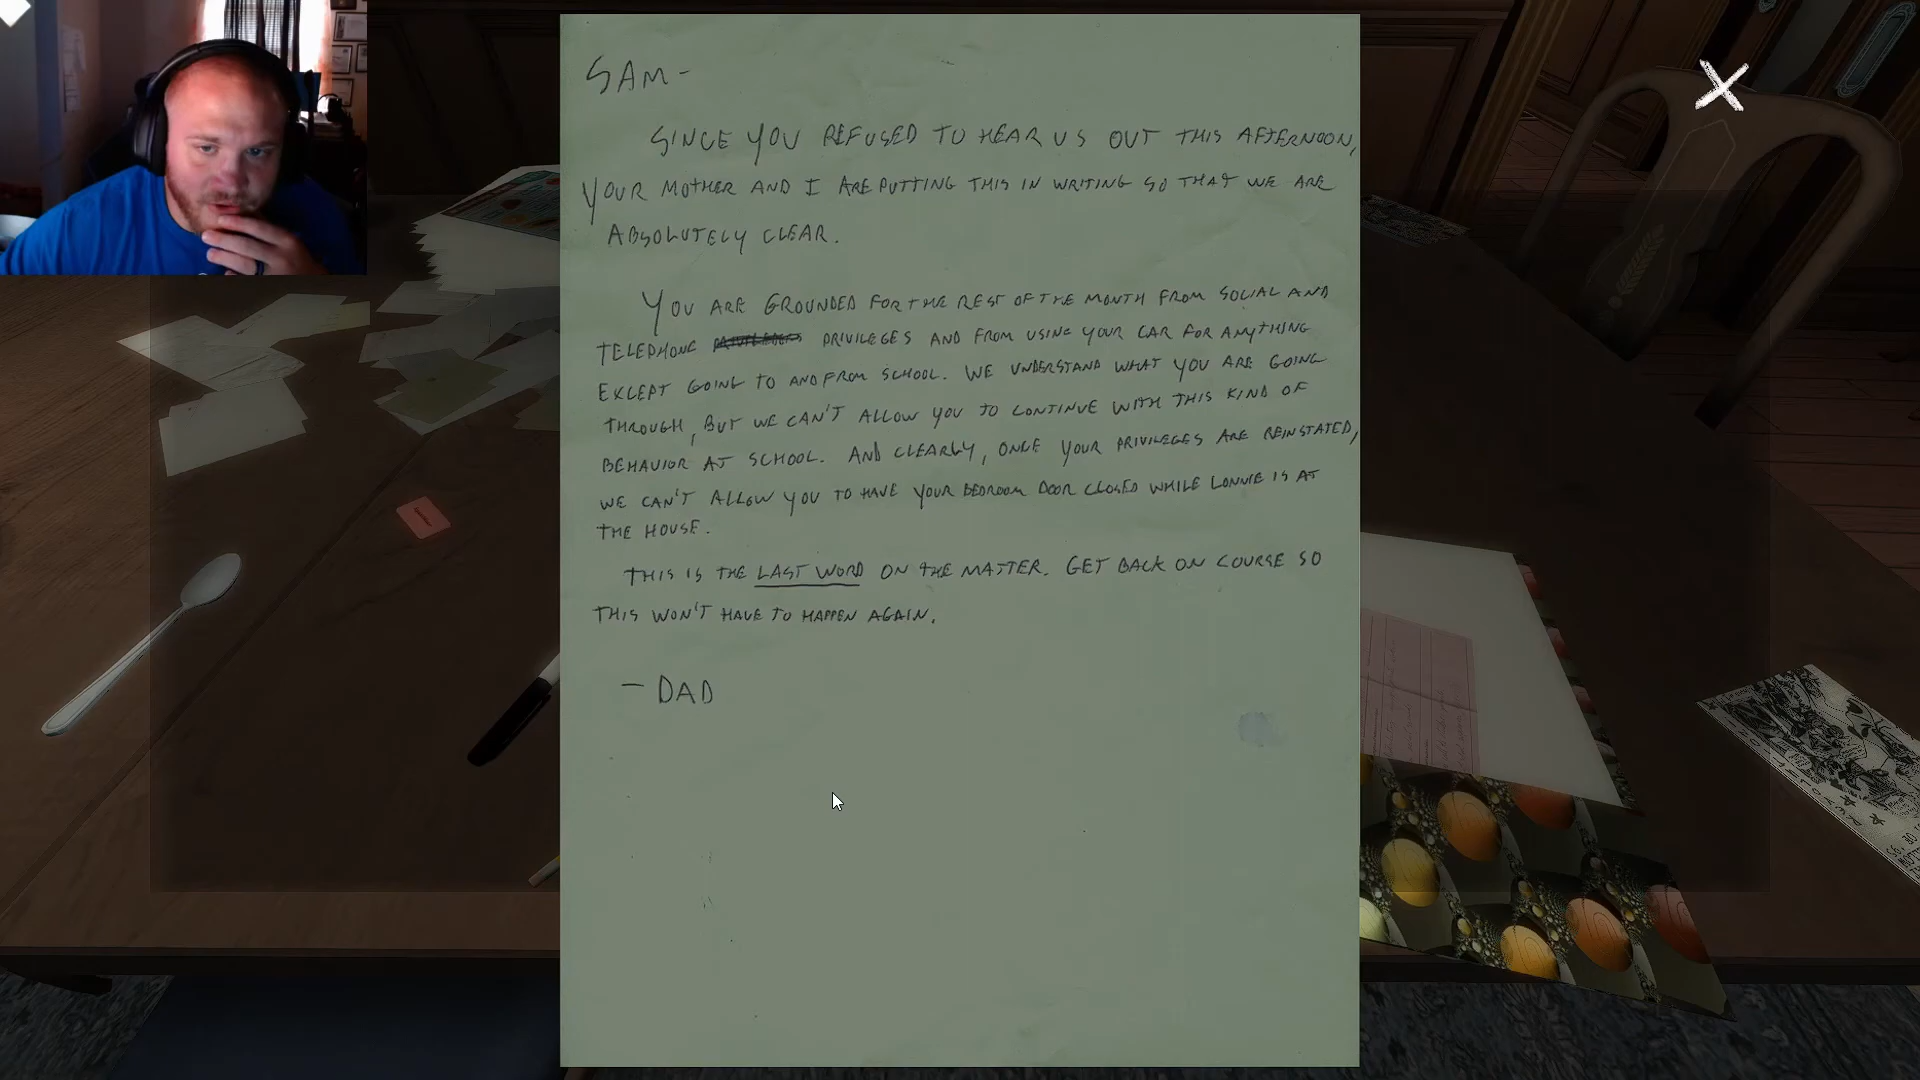 SAM-
SINCE YOU REFUSED TO HEAR US OUT THIS AFTERNOON,
YOUR MOTHER AND I ARE PUTTING THIS IN WRITING SO THAT WE ARE
ABSOLUTELY CLEAR.
YOU ARE GROUNDED FOR THE REST OF THE MONTH FROM SOCIAL AND
TELEPHONE PRIVILEGES AND FROM USING YOUR CAR FOR ANYTHING
EXCEPT GOING TO AND FROM SCHOOL. WE UNDERSTAND WHAT YOU ARE GOING
THROUGH, BUT WE CAN'T ALLOW YOU TO CONTINUE WITH THIS KIND OF
BEHAVIOR AT SCHOOL. AND CLEARLY, ONCE YOUR PRIVILEGES ARE REINSTATED,
WE CAN'T ALLOW YOU TO HAVE YOUR BEDROOM DOOR CLOSED WHILE LONNIE IS AT
THE HOUSE.
THIS IS THE LAST WORD ON THE MATTER. GET BACK ON COURSE SO
THIS WON'T HAVE TO HAPPEN AGAIN.
- DAD